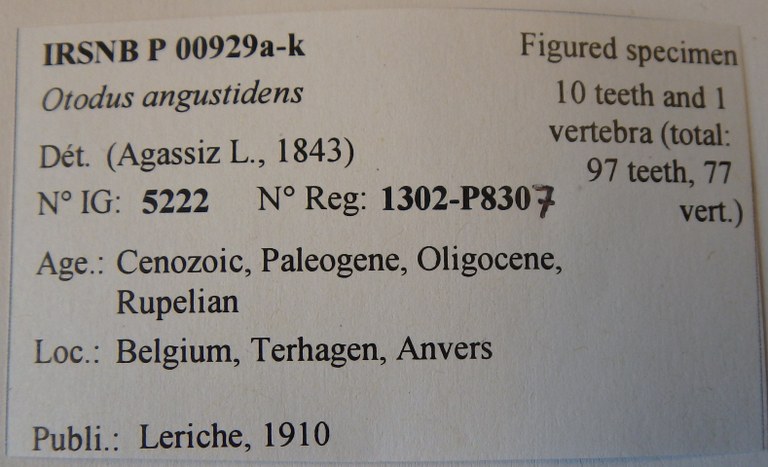 IRSNB P 00929a-k
Otodus angustidens
Dét. (Agassiz L., 1843)
N° IG: 5222 N° Reg: 1302-P8307
Figured specimen
10 teeth and 1
vertebra (total:
97 teeth, 77
vert.)
Age.: Cenozoic, Paleogene, Oligocene,
Rupelian
Loc.: Belgium, Terhagen, Anvers
Publi.: Leriche, 1910